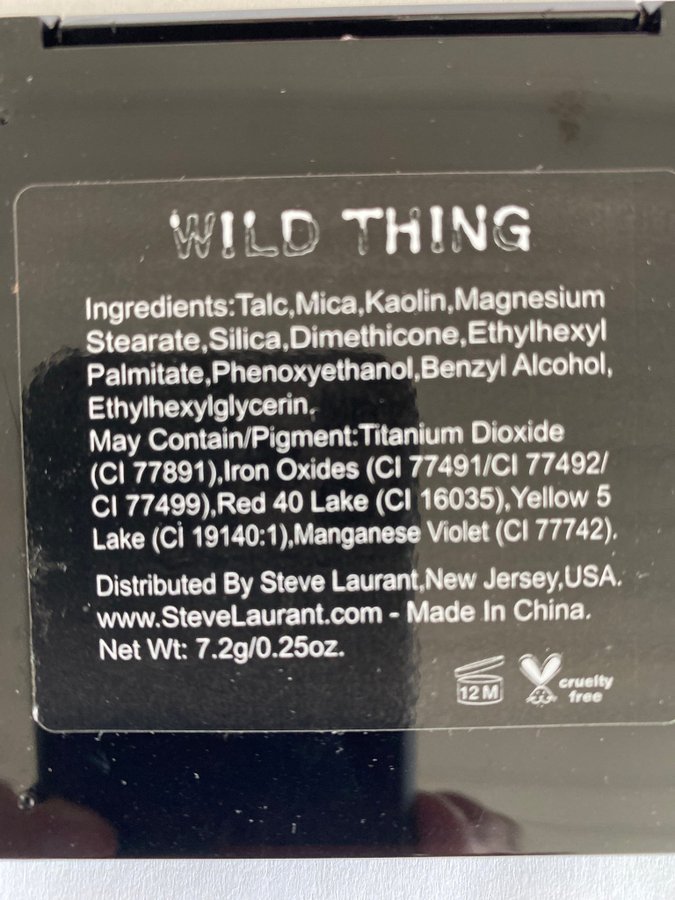 WILD THING
Ingredients:Talc,Mica,Kaolin,Magnesium
Stearate,Silica,Dimethicone,Ethylhexyl
Palmitate,Phenoxyethanol,Benzyl Alcohol,
Ethylhexylglycerin.
May Contain/Pigment:Titanium Dioxide
(CI 77891),Iron Oxides (CI 77491/CI 77492/
CI 77499),Red 40 Lake (CI 16035),Yellow 5
Lake (CI 19140:1),Manganese Violet (CI 77742).
Distributed By Steve Laurant,New Jersey,USA.
www.SteveLaurant.com - Made In China.
Net Wt: 7.2g/0.25oz.
12 M
cruelty
free